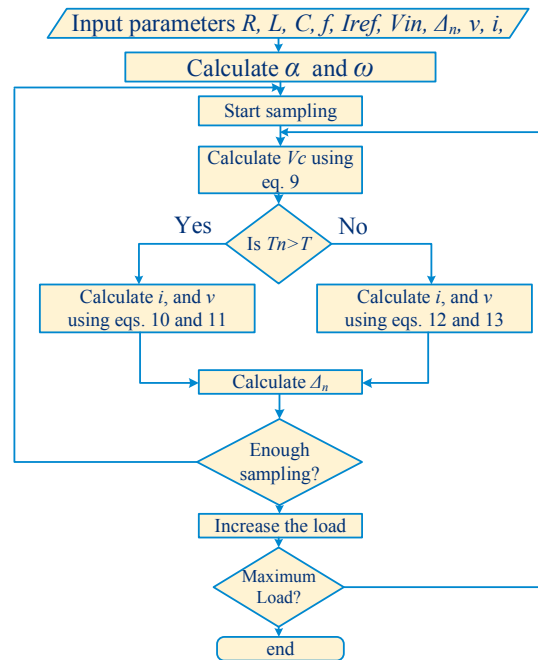 Input parameters R, L, C, f, Iref, Vin, Δn, v, i,
Calculate α and ω
Start sampling
Calculate Vc using
eq. 9
Yes
No
Is Tn>T
Calculate i, and v
using eqs. 10 and 11
Calculate i, and v
using eqs. 12 and 13
Calculate Δn
Enough
sampling?
Increase the load
Maximum
Load?
end